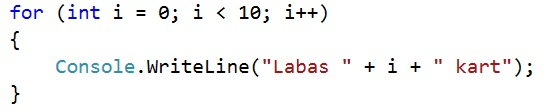 for (int i = 0; i < 10; i++)
{
    Console.WriteLine("Labas " + i + " kart");
}